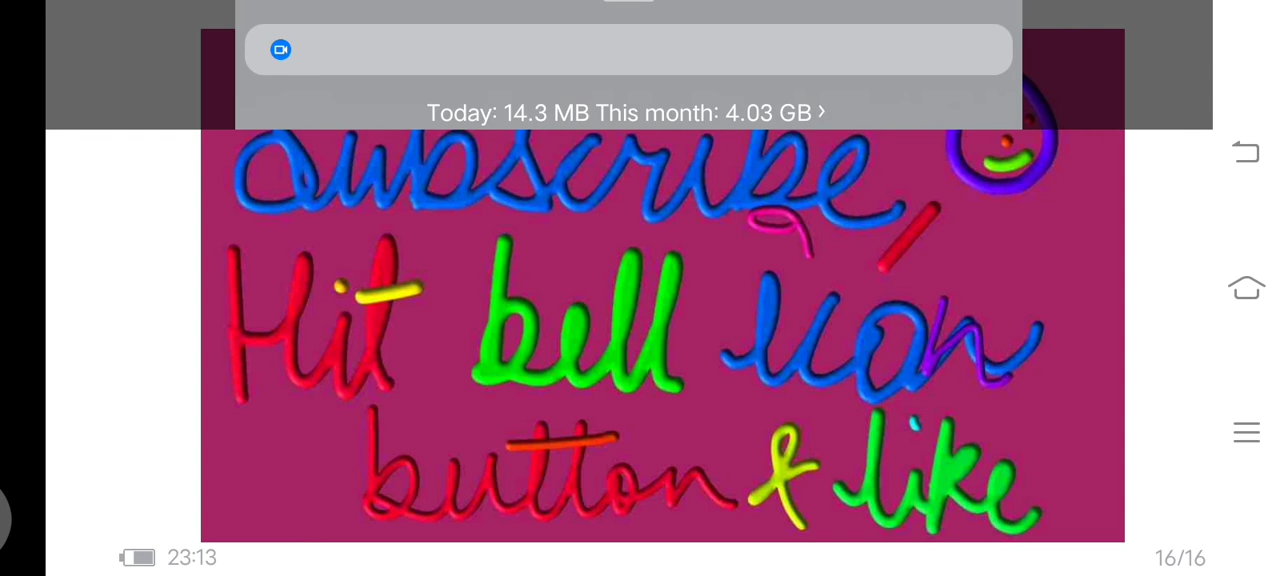 Today: 14.3 MB This month: 4.03 GB ›
Subscribe,
Hit bell icon
button & like
23:13
16/16